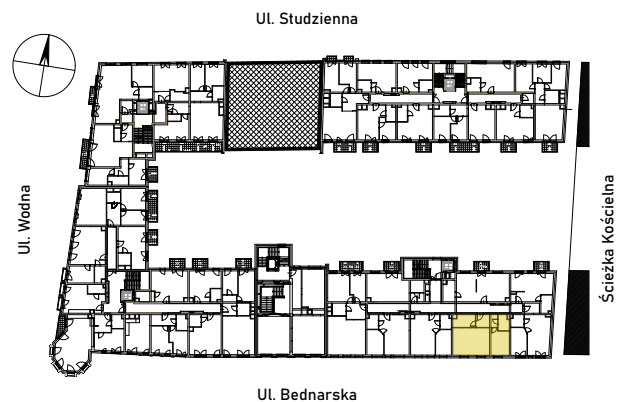 Ul. Studzienna
Ul. Wodna
Ścieżka Kościelna
Ul. Bednarska